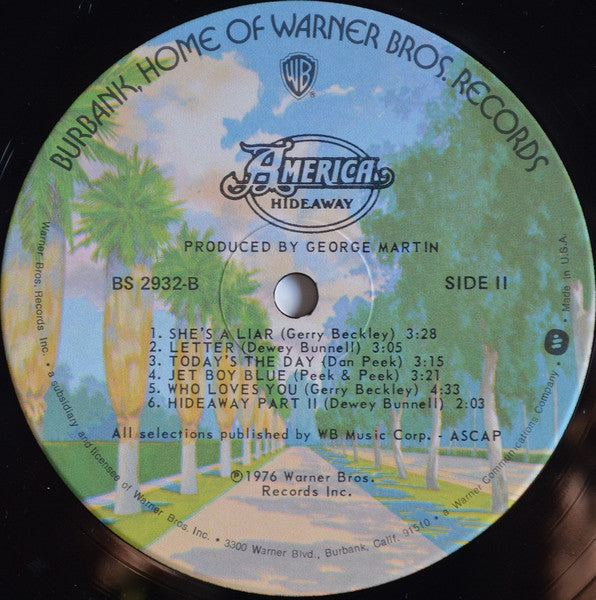 BURBANK, HOME OF WARNER BROS. RECORDS
WB
®
AMERICA
HIDEAWAY
PRODUCED BY GEORGE MARTIN
BS 2932-B
SIDE II
1. SHE'S A LIAR (Gerry Beckley) 3:28
2. LETTER (Dewey Bunnell) 3:05
3. TODAY'S THE DAY (Dan Peek) 3:15
4. JET BOY BLUE (Peek & Peek) 3:21
5. WHO LOVES YOU (Gerry Beckley) 4:33
6. HIDEAWAY PART II (Dewey Bunnell) 2:03
All selections published by WB Music Corp. - ASCAP
℗1976 Warner Bros.
Records Inc.
Warner Bros. Records Inc. • a subsidiary and licensee of Warner Bros. Inc. • 3300 Warner Blvd., Burbank, Calif. 91510 • a Warner Communications Company • Made in U.S.A.